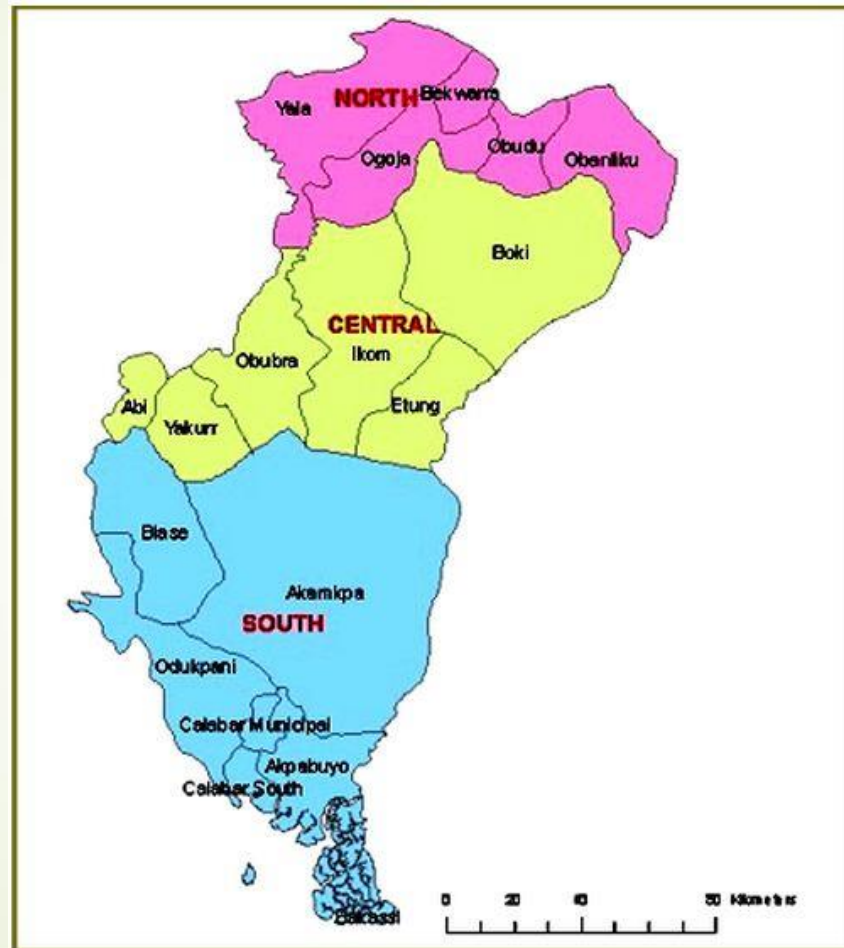 Yala
NORTH
Bekwarra
Ogoja
Obudu
Obanliku
Boki
CENTRAL
Ikom
Obubra
Etung
Abi
Yakurr
Biase
Akamkpa
SOUTH
Odukpani
Calabar Municipal
Akpabuyo
Calabar South
Bakassi
0 20 40 80 Kilometers